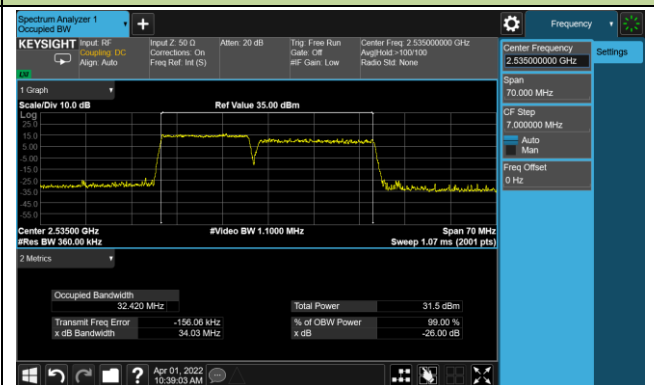 Spectrum Analyzer 1
Occupied BW
Frequency
KEYSIGHT
Input: RF
Coupling: DC
Align: Auto
Input Z: 50 Ω
Corrections: On
Freq Ref: Int (S)
Atten: 20 dB
Trig: Free Run
Gate: Off
#IF Gain: Low
Center Freq: 2.535000000 GHz
Avg|Hold:>100/100
Radio Std: None
Center Frequency
2.535000000 GHz
Settings
Span
70.000 MHz
CF Step
7.000000 MHz
Auto
Man
Freq Offset
0 Hz
1 Graph
Scale/Div 10.0 dB
Ref Value 35.00 dBm
Log
25.0
15.0
5.00
-5.00
-15.0
-25.0
-35.0
-45.0
-55.0
Center 2.53500 GHz
#Video BW 1.1000 MHz
Span 70 MHz
#Res BW 360.00 kHz
Sweep 1.07 ms (2001 pts)
2 Metrics
Occupied Bandwidth
32.420 MHz
Total Power
31.5 dBm
Transmit Freq Error
-156.06 kHz
% of OBW Power
99.00 %
x dB Bandwidth
34.03 MHz
x dB
-26.00 dB
Apr 01, 2022
10:39:03 AM